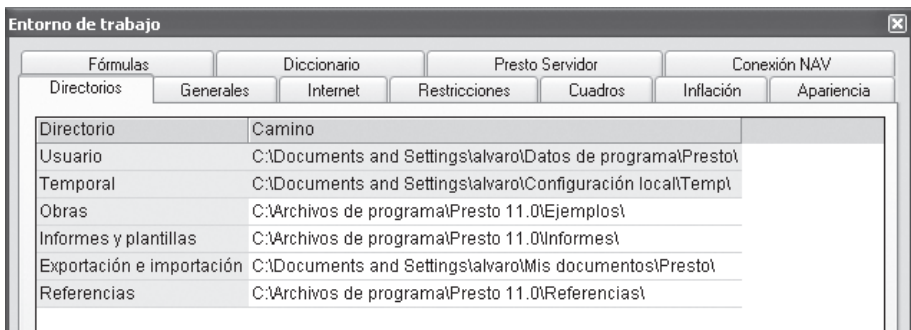 Entorno de trabajo
Fórmulas Diccionario Presto Servidor Conexión NAV
Directorios Generales Internet Restricciones Cuadros Inflación Apariencia
Directorio Camino
Usuario C:\Documents and Settings\alvaro\Datos de programa\Presto\
Temporal C:\Documents and Settings\alvaro\Configuración local\Temp\
Obras C:\Archivos de programa\Presto 11.0\Ejemplos\
Informes y plantillas C:\Archivos de programa\Presto 11.0\Informes\
Exportación e importación C:\Documents and Settings\alvaro\Mis documentos\Presto\
Referencias C:\Archivos de programa\Presto 11.0\Referencias\